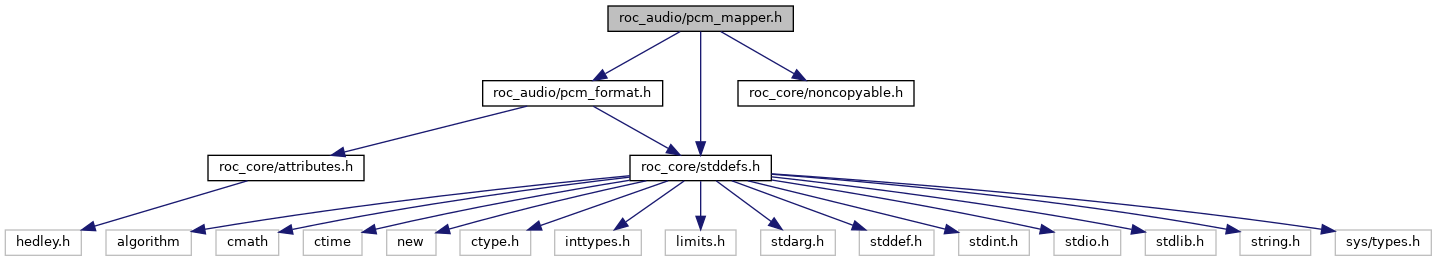 roc_audio/pcm_mapper.h
roc_audio/pcm_format.h
roc_core/noncopyable.h
roc_core/attributes.h
roc_core/stddefs.h
hedley.h
algorithm
cmath
ctime
new
ctype.h
inttypes.h
limits.h
stdarg.h
stddef.h
stdint.h
stdio.h
stdlib.h
string.h
sys/types.h